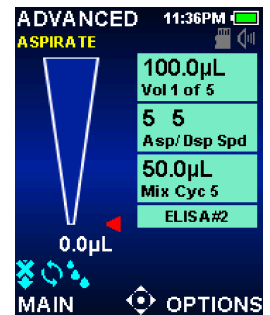 ADVANCED 11:36PM
ASPIRATE
100.0µL
Vol 1 of 5
5 5
Asp/Dsp Spd
50.0µL
Mix Cyc 5
ELISA#2
0.0µL
MAIN OPTIONS